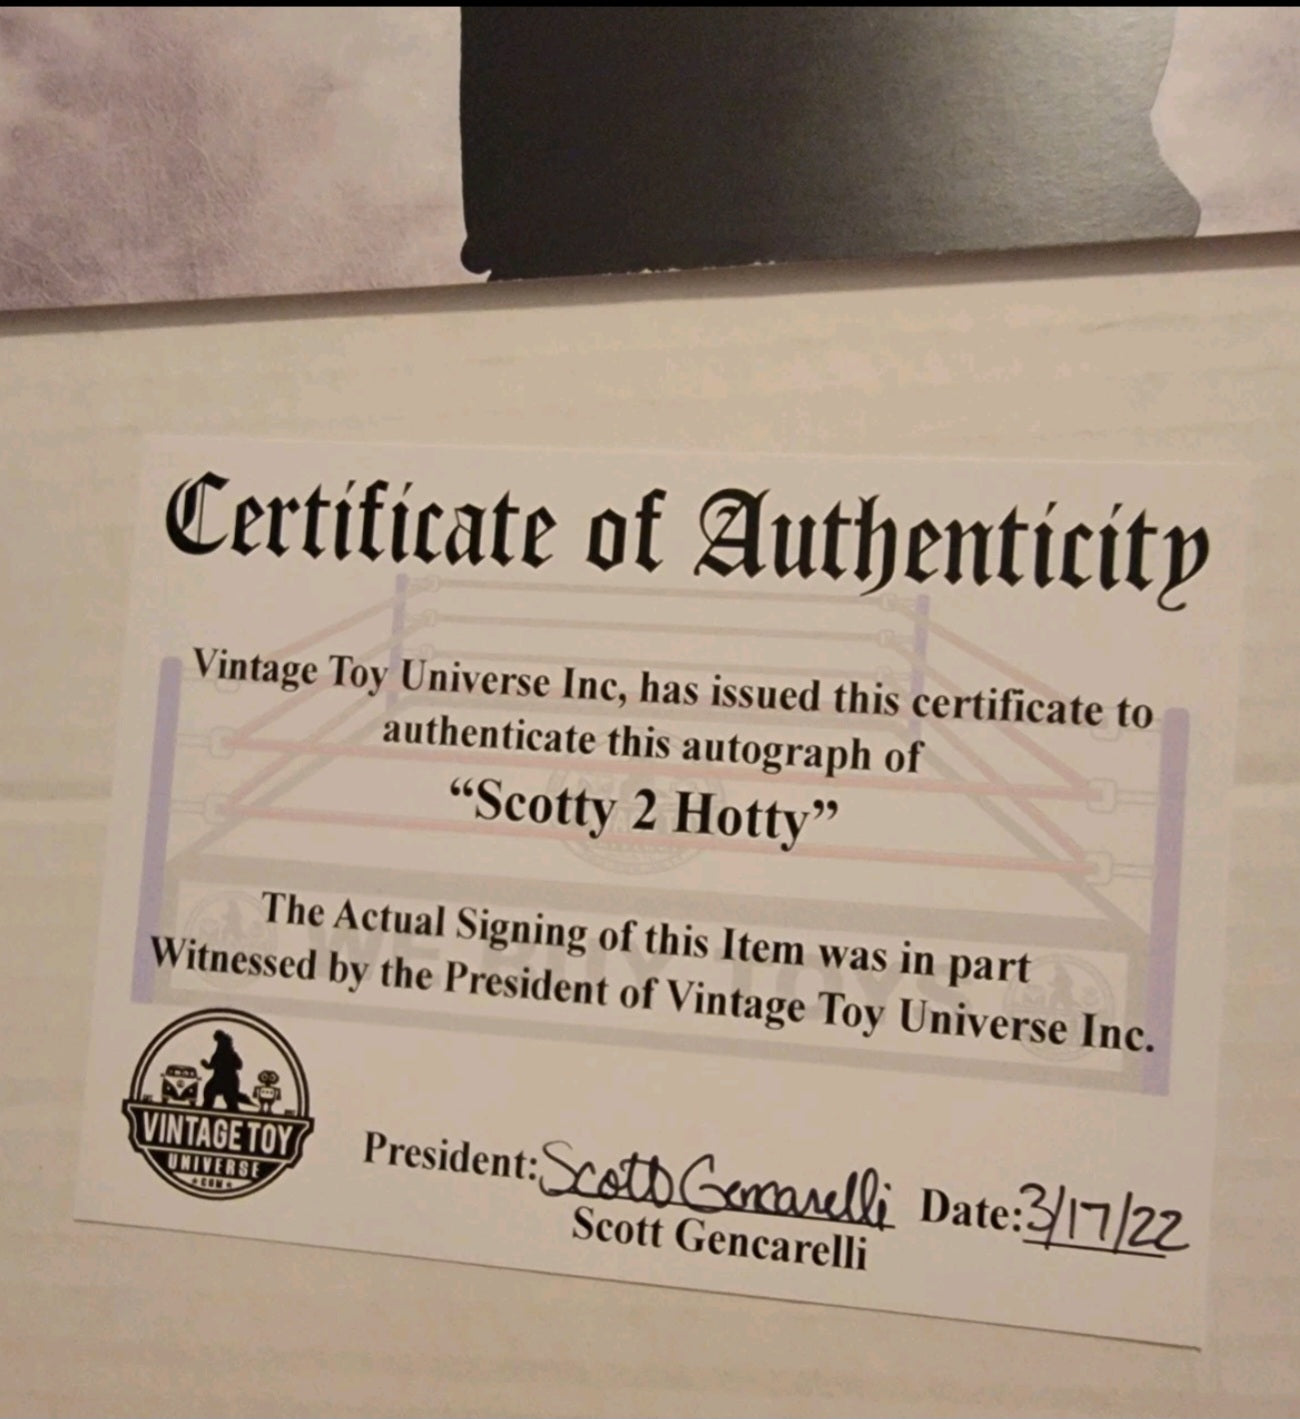 Certificate of Authenticity
Vintage Toy Universe Inc, has issued this certificate to
authenticate this autograph of
“Scotty 2 Hotty”
The Actual Signing of this Item was in part
Witnessed by the President of Vintage Toy Universe Inc.
VINTAGE TOY
UNIVERSE
.COM
President: Scott Gencarelli Date: 3/17/22
Scott Gencarelli